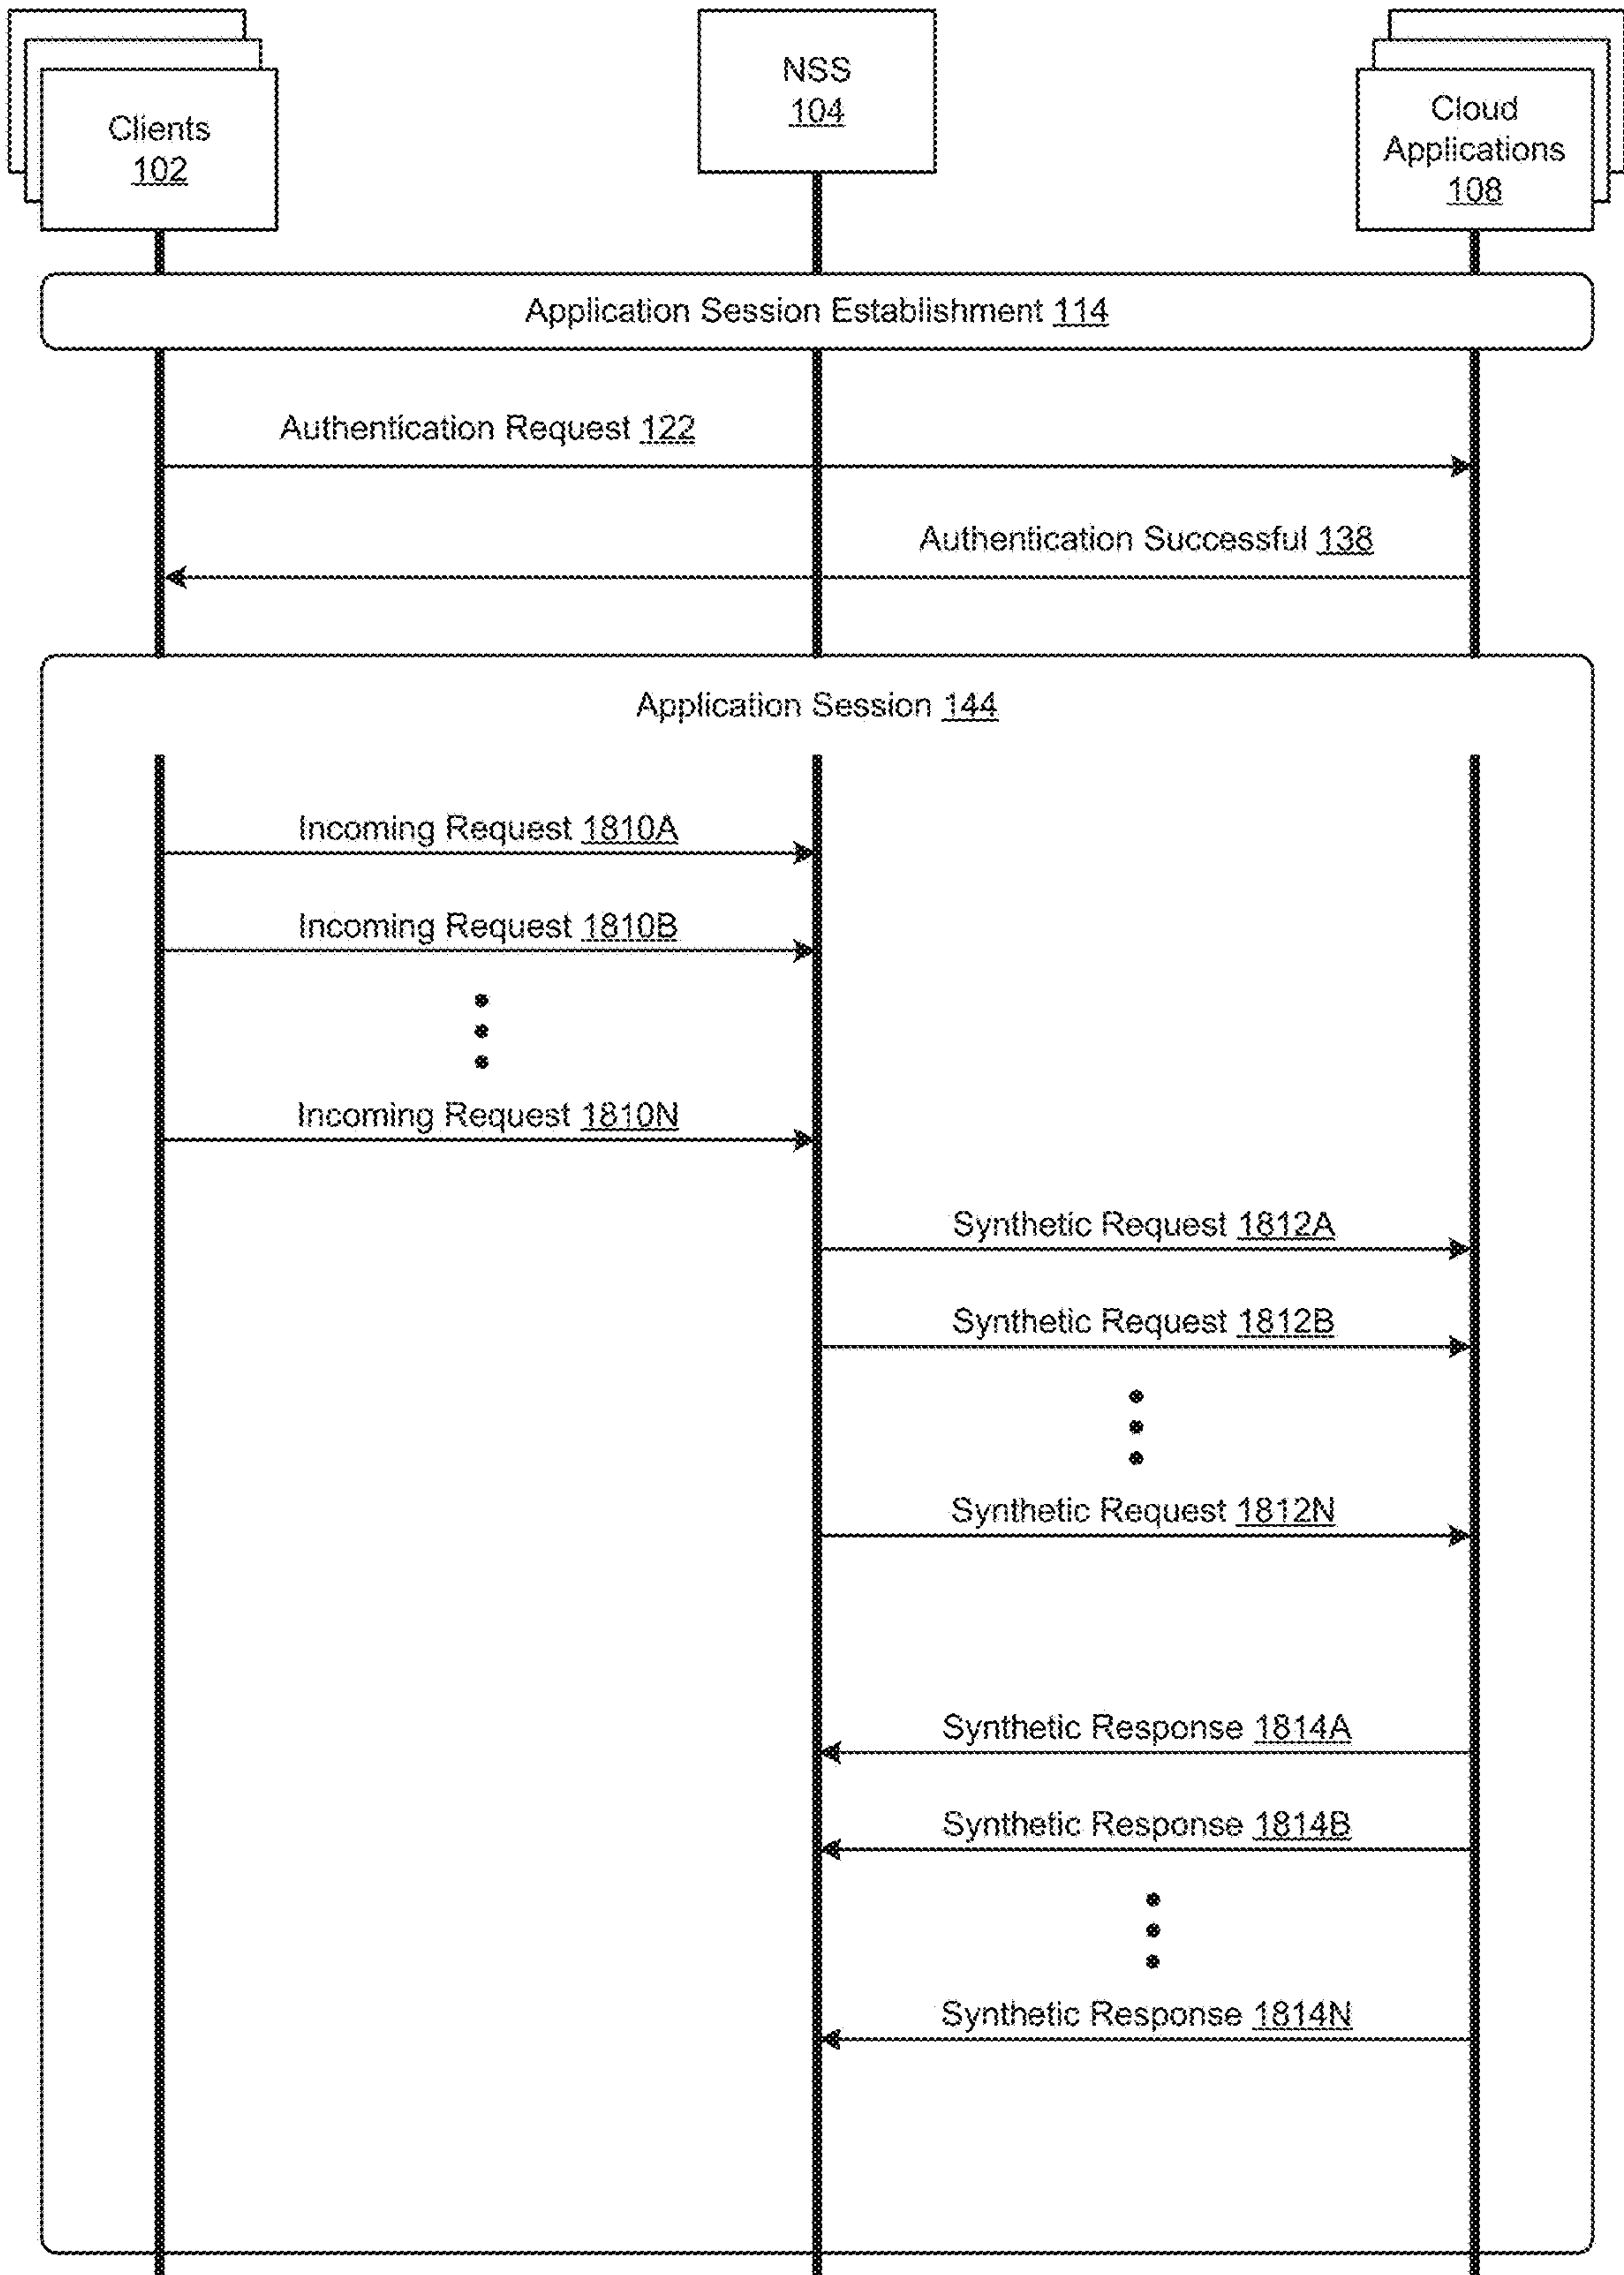 Clients
102
NSS
104
Cloud
Applications
108
Application Session Establishment 114
Authentication Request 122
Authentication Successful 138
Application Session 144
Incoming Request 1810A
Incoming Request 1810B
Incoming Request 1810N
Synthetic Request 1812A
Synthetic Request 1812B
Synthetic Request 1812N
Synthetic Response 1814A
Synthetic Response 1814B
Synthetic Response 1814N